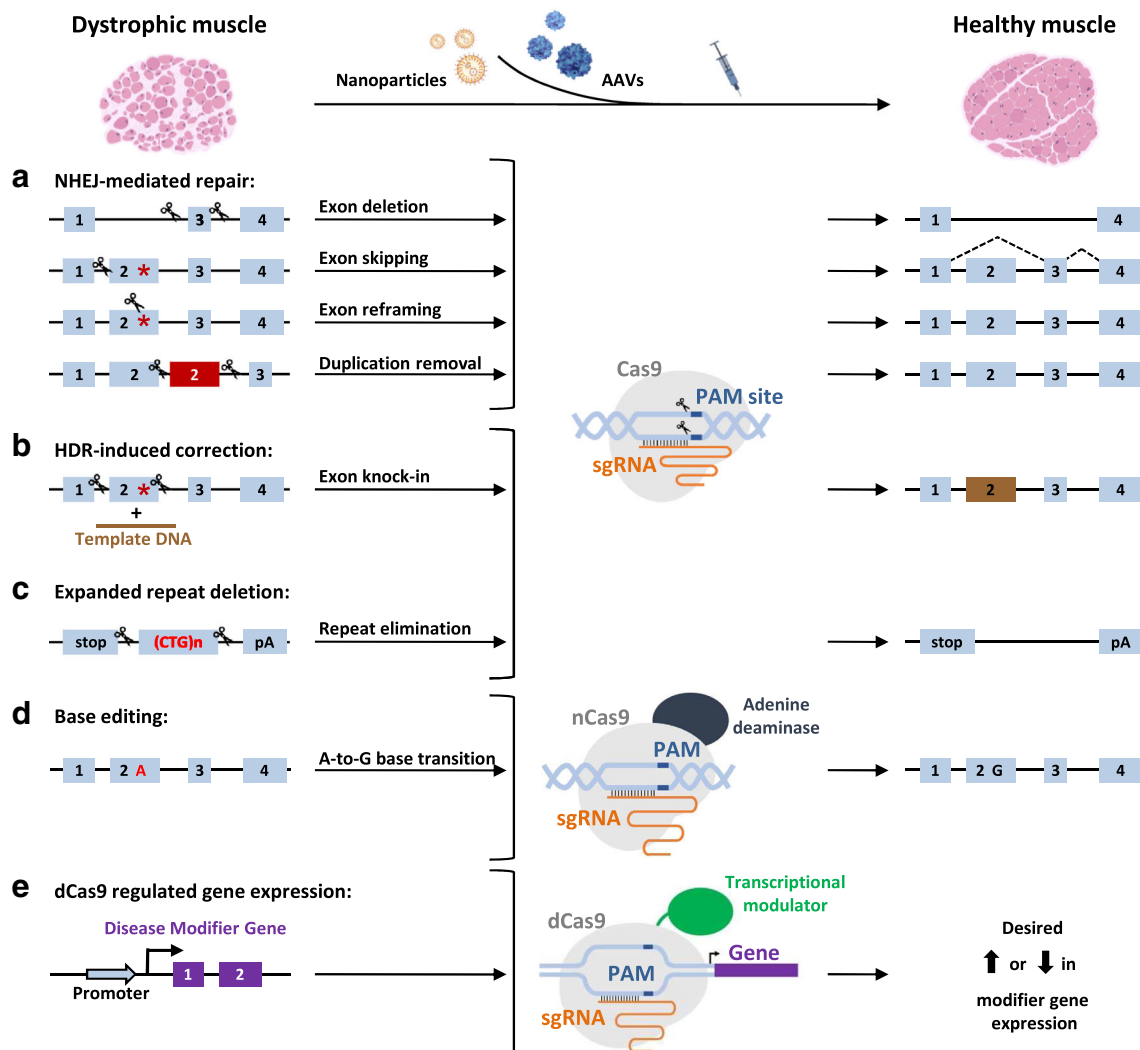 Dystrophic muscle
Healthy muscle
Nanoparticles
AAVs
a
NHEJ-mediated repair:
1 3 4
Exon deletion
1 4
1 2 * 3 4
Exon skipping
1 2 3 4
1 2 * 3 4
Exon reframing
1 2 3 4
1 2 2 3
Duplication removal
1 2 3 4
Cas9
PAM site
sgRNA
b
HDR-induced correction:
1 2 * 3 4
+
Template DNA
Exon knock-in
1 2 3 4
c
Expanded repeat deletion:
stop (CTG)n pA
Repeat elimination
stop pA
d
Base editing:
1 2 A 3 4
A-to-G base transition
nCas9
Adenine
deaminase
PAM
sgRNA
1 2 G 3 4
e
dCas9 regulated gene expression:
Disease Modifier Gene
1 2
Promoter
Transcriptional
modulator
dCas9
Gene
PAM
sgRNA
Desired
or in
modifier gene
expression